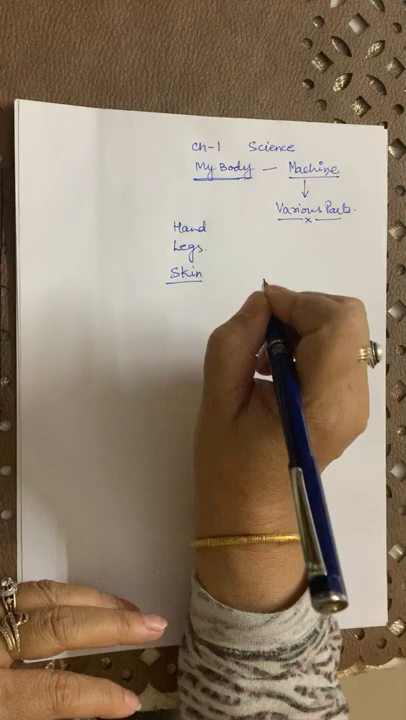 Ch-1 Science
My Body — Machine
↓
Various Parts.
Hand
Legs.
Skin